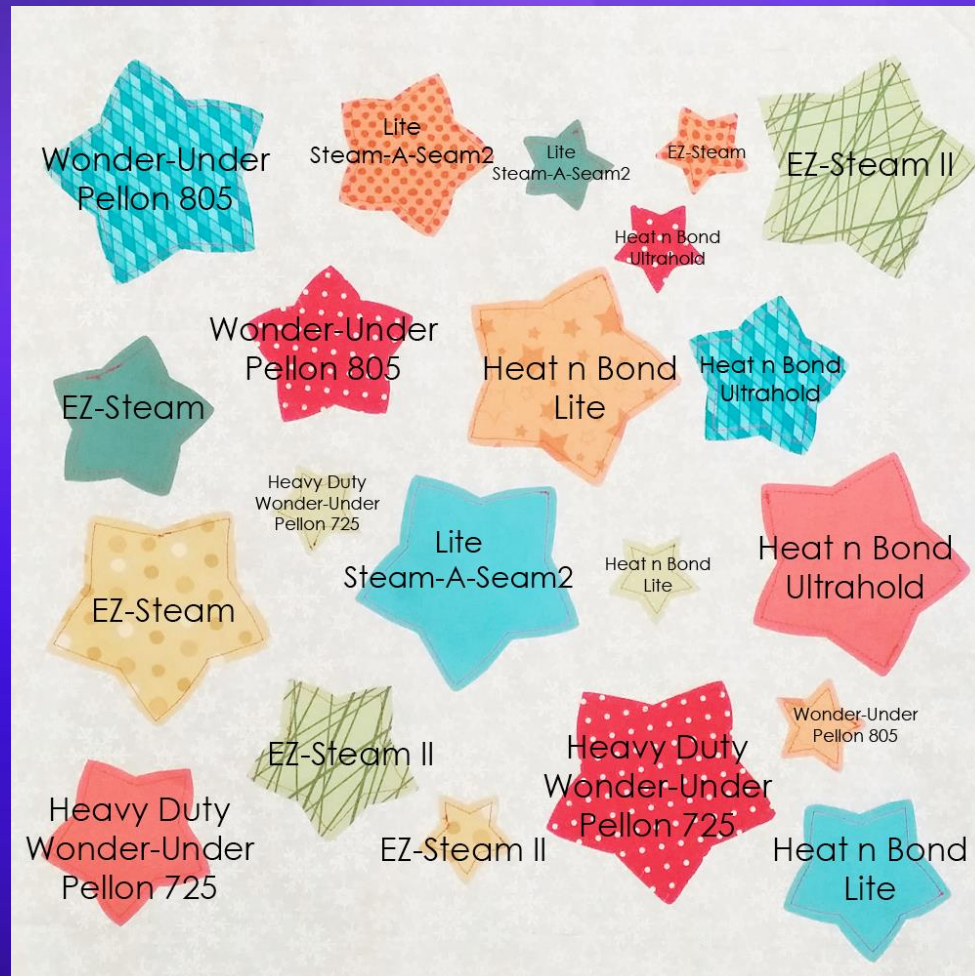 Wonder-Under
Pellon 805
Lite
Steam-A-Seam2
Lite
Steam-A-Seam2
EZ-Steam
EZ-Steam II
Heat n Bond
Ultrahold
Wonder-Under
Pellon 805
Heat n Bond
Lite
Heat n Bond
Ultrahold
EZ-Steam
Heavy Duty
Wonder-Under
Pellon 725
Lite
Steam-A-Seam2
Heat n Bond
Lite
Heat n Bond
Ultrahold
EZ-Steam
EZ-Steam II
Heavy Duty
Wonder-Under
Pellon 725
Wonder-Under
Pellon 805
Heavy Duty
Wonder-Under
Pellon 725
EZ-Steam II
Heat n Bond
Lite